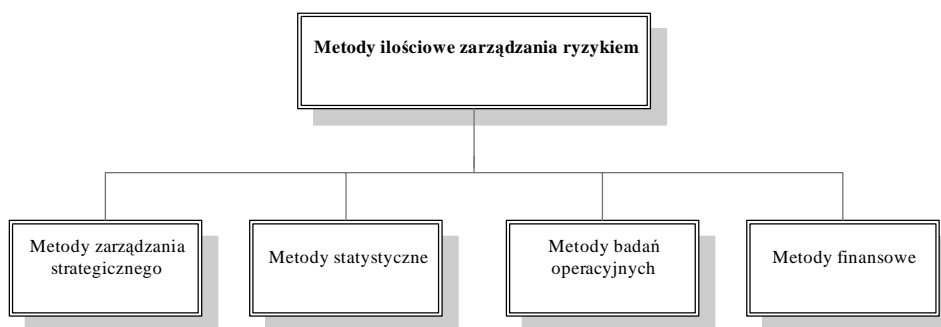 Metody ilościowe zarządzania ryzykiem
Metody zarządzania
strategicznego
Metody statystyczne
Metody badań
operacyjnych
Metody finansowe